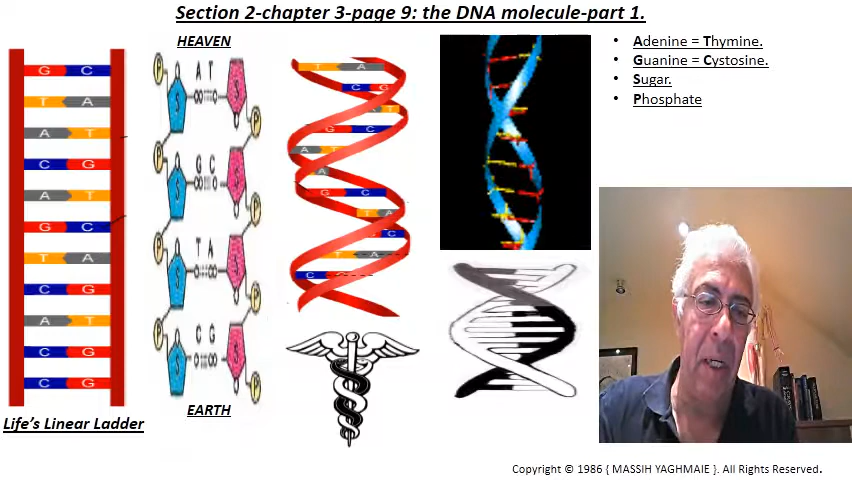 Section 2-chapter 3-page 9: the DNA molecule-part 1.
HEAVEN
• Adenine = Thymine.
• Guanine = Cystosine.
• Sugar.
• Phosphate
G C
T A
A T
C G
A T
G C
T A
C G
A T
C G
C G
P A T
S S
P
P G C
S S
P
P T A
S S
P
P C G
S S
P
T A
C G
A T
G C
A T
A
G C
T A
C
T A
C
Life's Linear Ladder
EARTH
Copyright © 1986 { MASSIH YAGHMAIE }. All Rights Reserved.